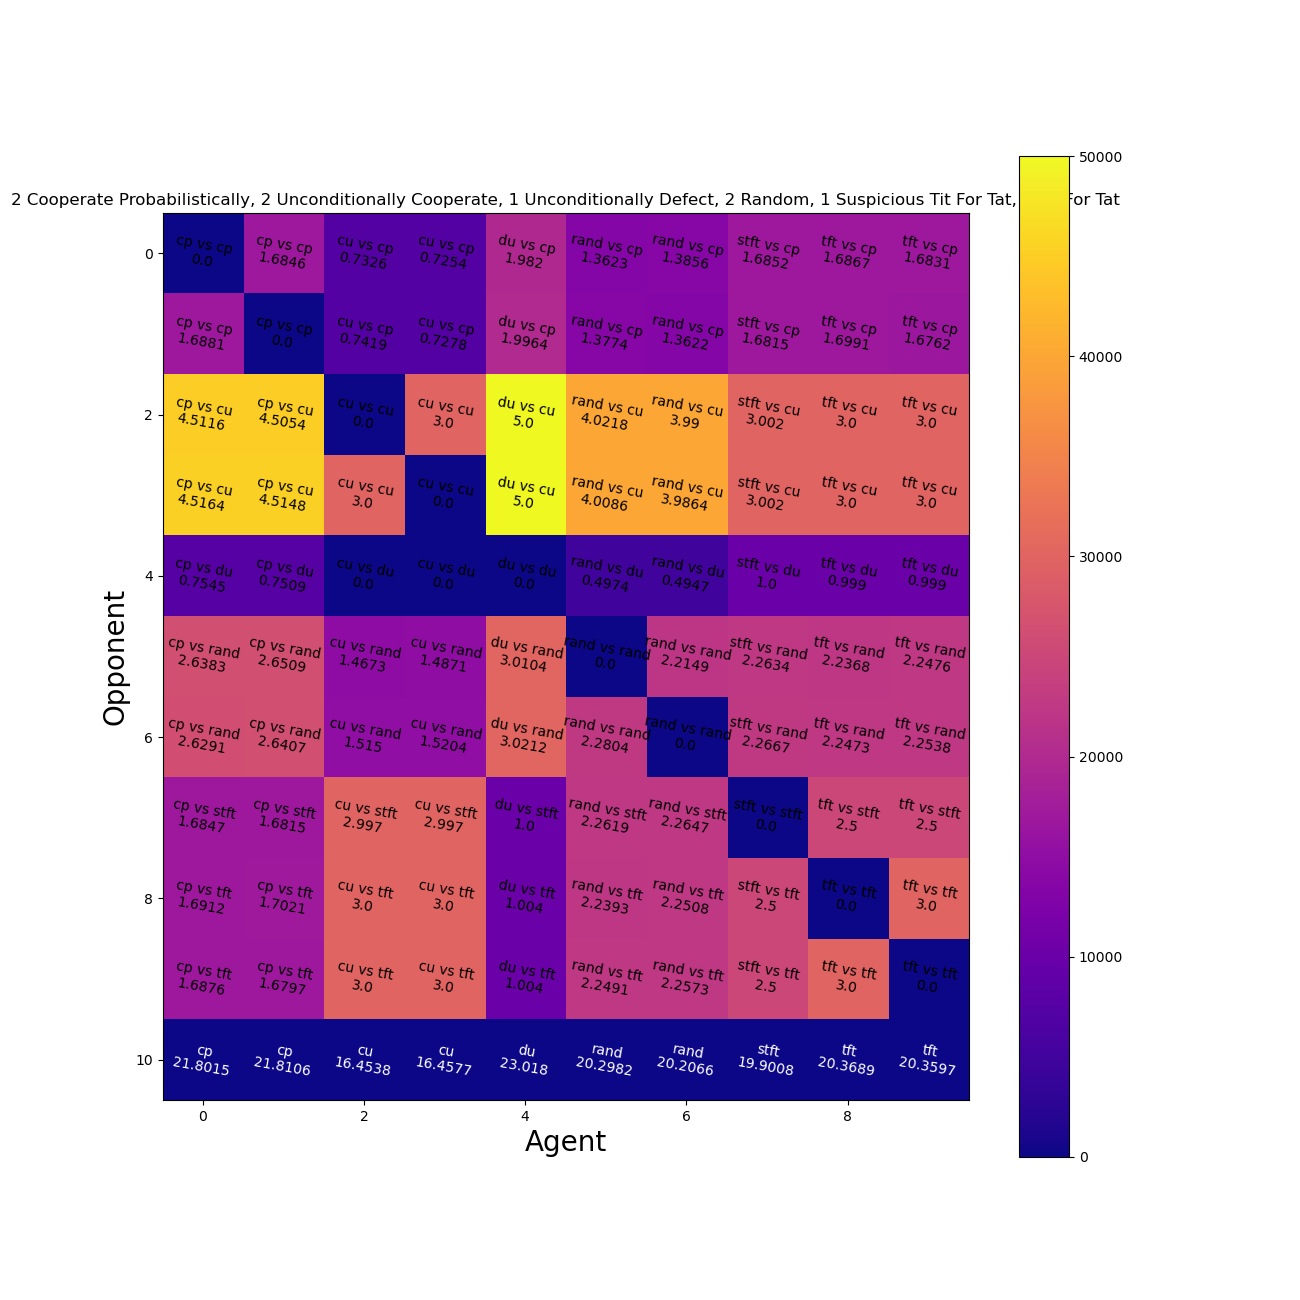 2 Cooperate Probabilistically, 2 Unconditionally Cooperate, 1 Unconditionally Defect, 2 Random, 1 Suspicious Tit For Tat, For Tat
cp vs cp cp vs cp cu vs cp cu vs cp du vs cp rand vs cp rand vs cp stft vs cp tft vs cp tft vs cp
0 0.0 1.6846 0.7326 0.7254 1.982 1.3623 1.3856 1.6852 1.6867 1.6831
cp vs cp cp vs cp cu vs cp cu vs cp du vs cp rand vs cp rand vs cp stft vs cp tft vs cp tft vs cp
1.6881 0.0 0.7419 0.7278 1.9964 1.3774 1.3622 1.6815 1.6991 1.6762
cp vs cu cp vs cu cu vs cu cu vs cu du vs cu rand vs cu rand vs cu stft vs cu tft vs cu tft vs cu
2 4.5116 4.5054 0.0 3.0 5.0 4.0218 3.99 3.002 3.0 3.0
cp vs cu cp vs cu cu vs cu cu vs cu du vs cu rand vs cu rand vs cu stft vs cu tft vs cu tft vs cu
4.5164 4.5148 3.0 0.0 5.0 4.0086 3.9864 3.002 3.0 3.0
cp vs du cp vs du cu vs du cu vs du du vs du rand vs du rand vs du stft vs du tft vs du tft vs du
4 0.7545 0.7509 0.0 0.0 0.0 0.4974 0.4947 1.0 0.999 0.999
cp vs rand cp vs rand cu vs rand cu vs rand du vs rand rand vs rand rand vs rand stft vs rand tft vs rand tft vs rand
2.6383 2.6509 1.4673 1.4871 3.0104 0.0 2.2149 2.2634 2.2368 2.2476
cp vs rand cp vs rand cu vs rand cu vs rand du vs rand rand vs rand rand vs rand stft vs rand tft vs rand tft vs rand
6 2.6291 2.6407 1.515 1.5204 3.0212 2.2804 0.0 2.2667 2.2473 2.2538
cp vs stft cp vs stft cu vs stft cu vs stft du vs stft rand vs stft rand vs stft stft vs stft tft vs stft tft vs stft
1.6847 1.6815 2.997 2.997 1.0 2.2619 2.2647 0.0 2.5 2.5
cp vs tft cp vs tft cu vs tft cu vs tft du vs tft rand vs tft rand vs tft stft vs tft tft vs tft tft vs tft
8 1.6912 1.7021 3.0 3.0 1.004 2.2393 2.2508 2.5 0.0 3.0
cp vs tft cp vs tft cu vs tft cu vs tft du vs tft rand vs tft rand vs tft stft vs tft tft vs tft tft vs tft
1.6876 1.6797 3.0 3.0 1.004 2.2491 2.2573 2.5 3.0 0.0
cp cp cu cu du rand rand stft tft tft
10 21.8015 21.8106 16.4538 16.4577 23.018 20.2982 20.2066 19.9008 20.3689 20.3597
0 2 4 6 8
Agent
Opponent
50000
40000
30000
20000
10000
0